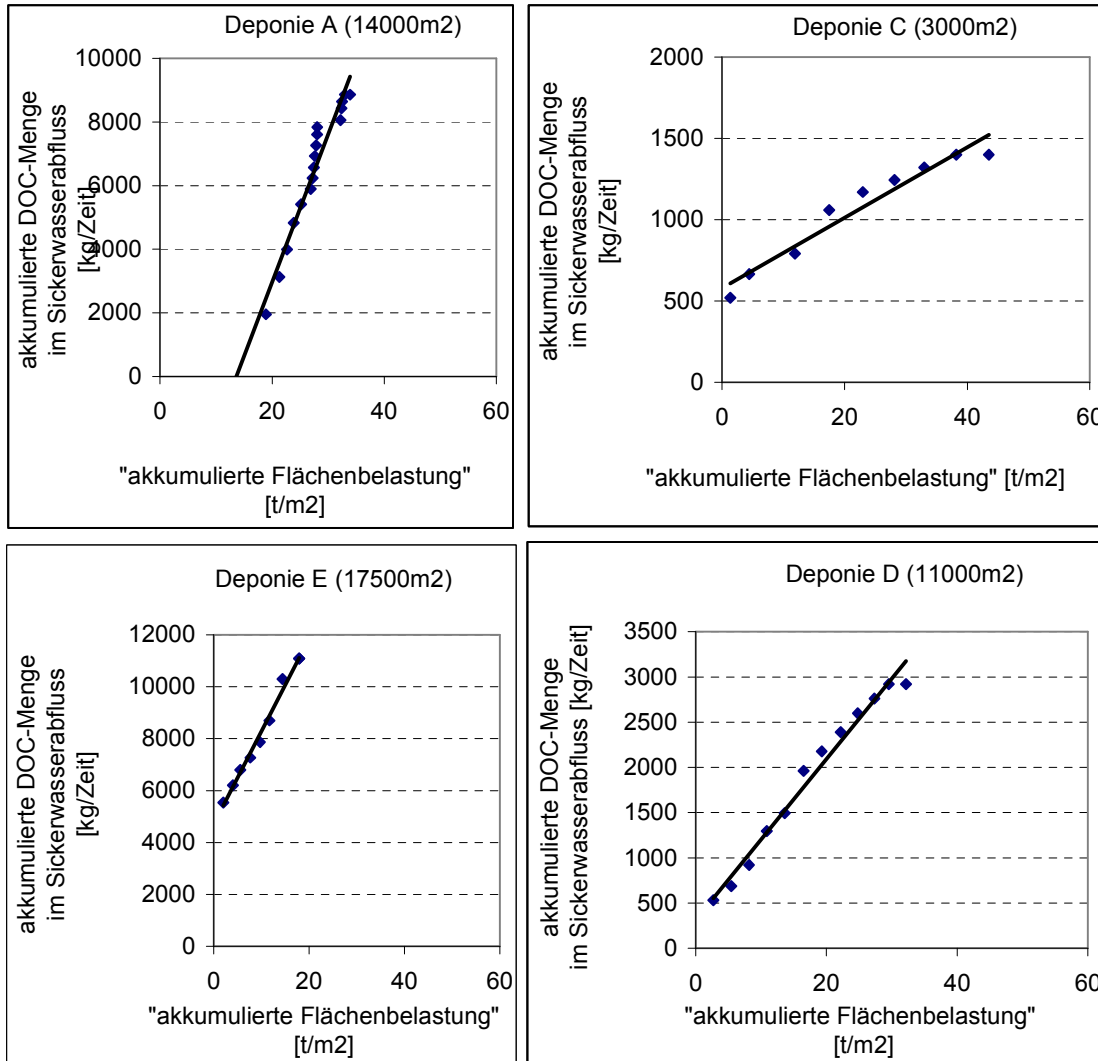 Deponie A (14000m2)
akkumulierte DOC-Menge
im Sickerwasserabfluss
[kg/Zeit]
10000
8000
6000
4000
2000
0
0 20 40 60
"akkumulierte Flächenbelastung"
[t/m2]
Deponie C (3000m2)
akkumulierte DOC-Menge
im Sickerwasserabfluss
[kg/Zeit]
2000
1500
1000
500
0
0 20 40 60
"akkumulierte Flächenbelastung" [t/m2]
Deponie E (17500m2)
akkumulierte DOC-Menge
im Sickerwasserabfluss
[kg/Zeit]
12000
10000
8000
6000
4000
2000
0
0 20 40 60
"akkumulierte Flächenbelastung"
[t/m2]
Deponie D (11000m2)
akkumulierte DOC-Menge
im Sickerwasserabfluss [kg/Zeit]
3500
3000
2500
2000
1500
1000
500
0
0 20 40 60
"akkumulierte Flächenbelastung"
[t/m2]